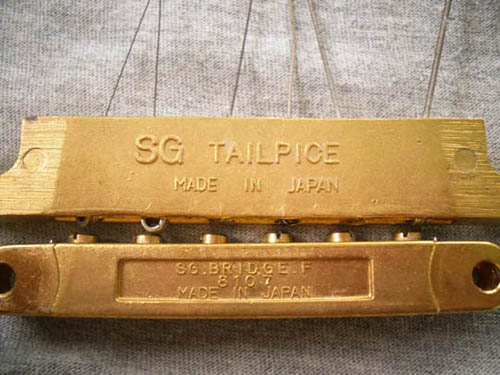 SG TAILPICE
MADE IN JAPAN
SG.BRIDGE.F
8107
MADE IN JAPAN